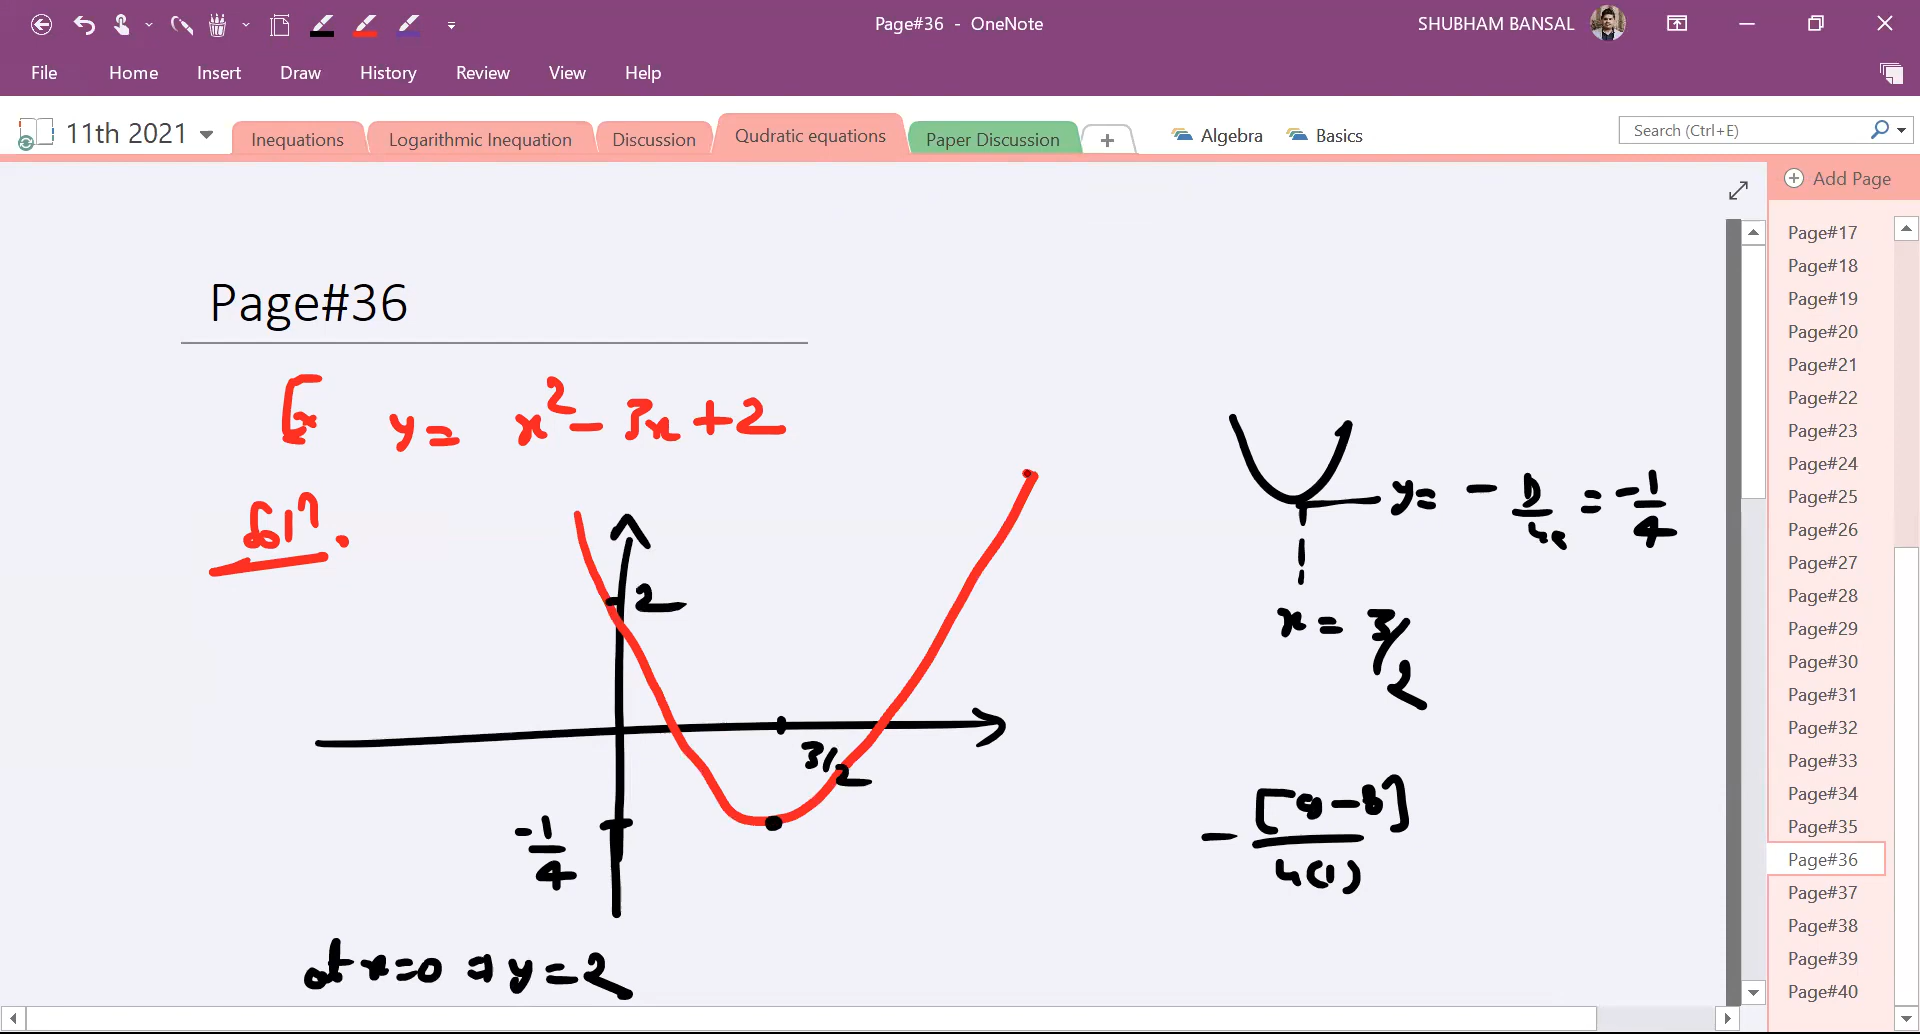 Page#36 - OneNote
SHUBHAM BANSAL
File Home Insert Draw History Review View Help
11th 2021
Inequations
Logarithmic Inequation
Discussion
Qudratic equations
Paper Discussion
+
Algebra
Basics
Search (Ctrl+E)
Add Page
Page#17
Page#18
Page#19
Page#20
Page#21
Page#22
Page#23
Page#24
Page#25
Page#26
Page#27
Page#28
Page#29
Page#30
Page#31
Page#32
Page#33
Page#34
Page#35
Page#36
Page#37
Page#38
Page#39
Page#40
Page#36
Ex y = x² - 3x + 2
Solⁿ.
2
3/2
-1/4
at x=0 ⇒ y=2
y = -D/4a = -1/4
x = 3/2
-[9-8]/4(1)